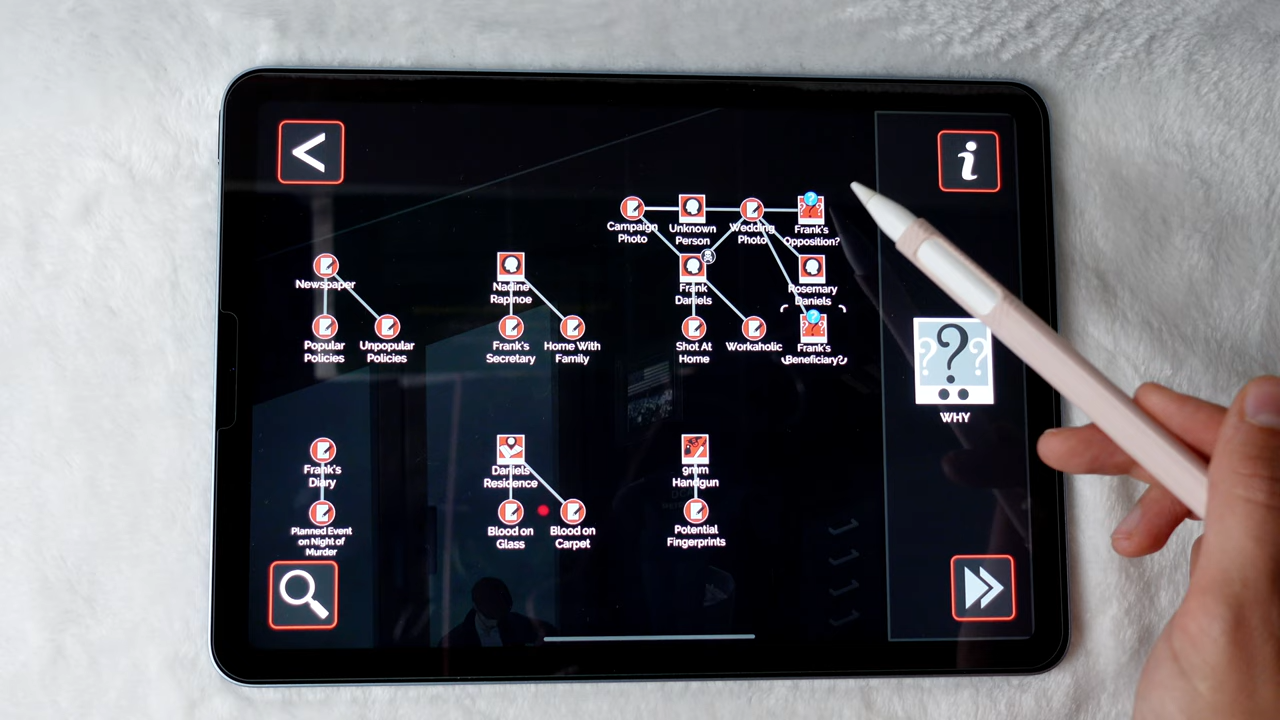 <
i
Campaign
Photo
Unknown
Person
Wedding
Photo
?
Frank's
Opposition?
Newspaper
Nadine
Rapinoe
Frank
Daniels
Rosemary
Daniels
Popular
Policies
Unpopular
Policies
Frank's
Secretary
Home With
Family
Shot At
Home
Workaholic
?
Frank's
Beneficiary?
???
WHY
Frank's
Diary
Daniels
Residence
9mm
Handgun
Planned Event
on Night of
Murder
Blood on
Glass
Blood on
Carpet
Potential
Fingerprints